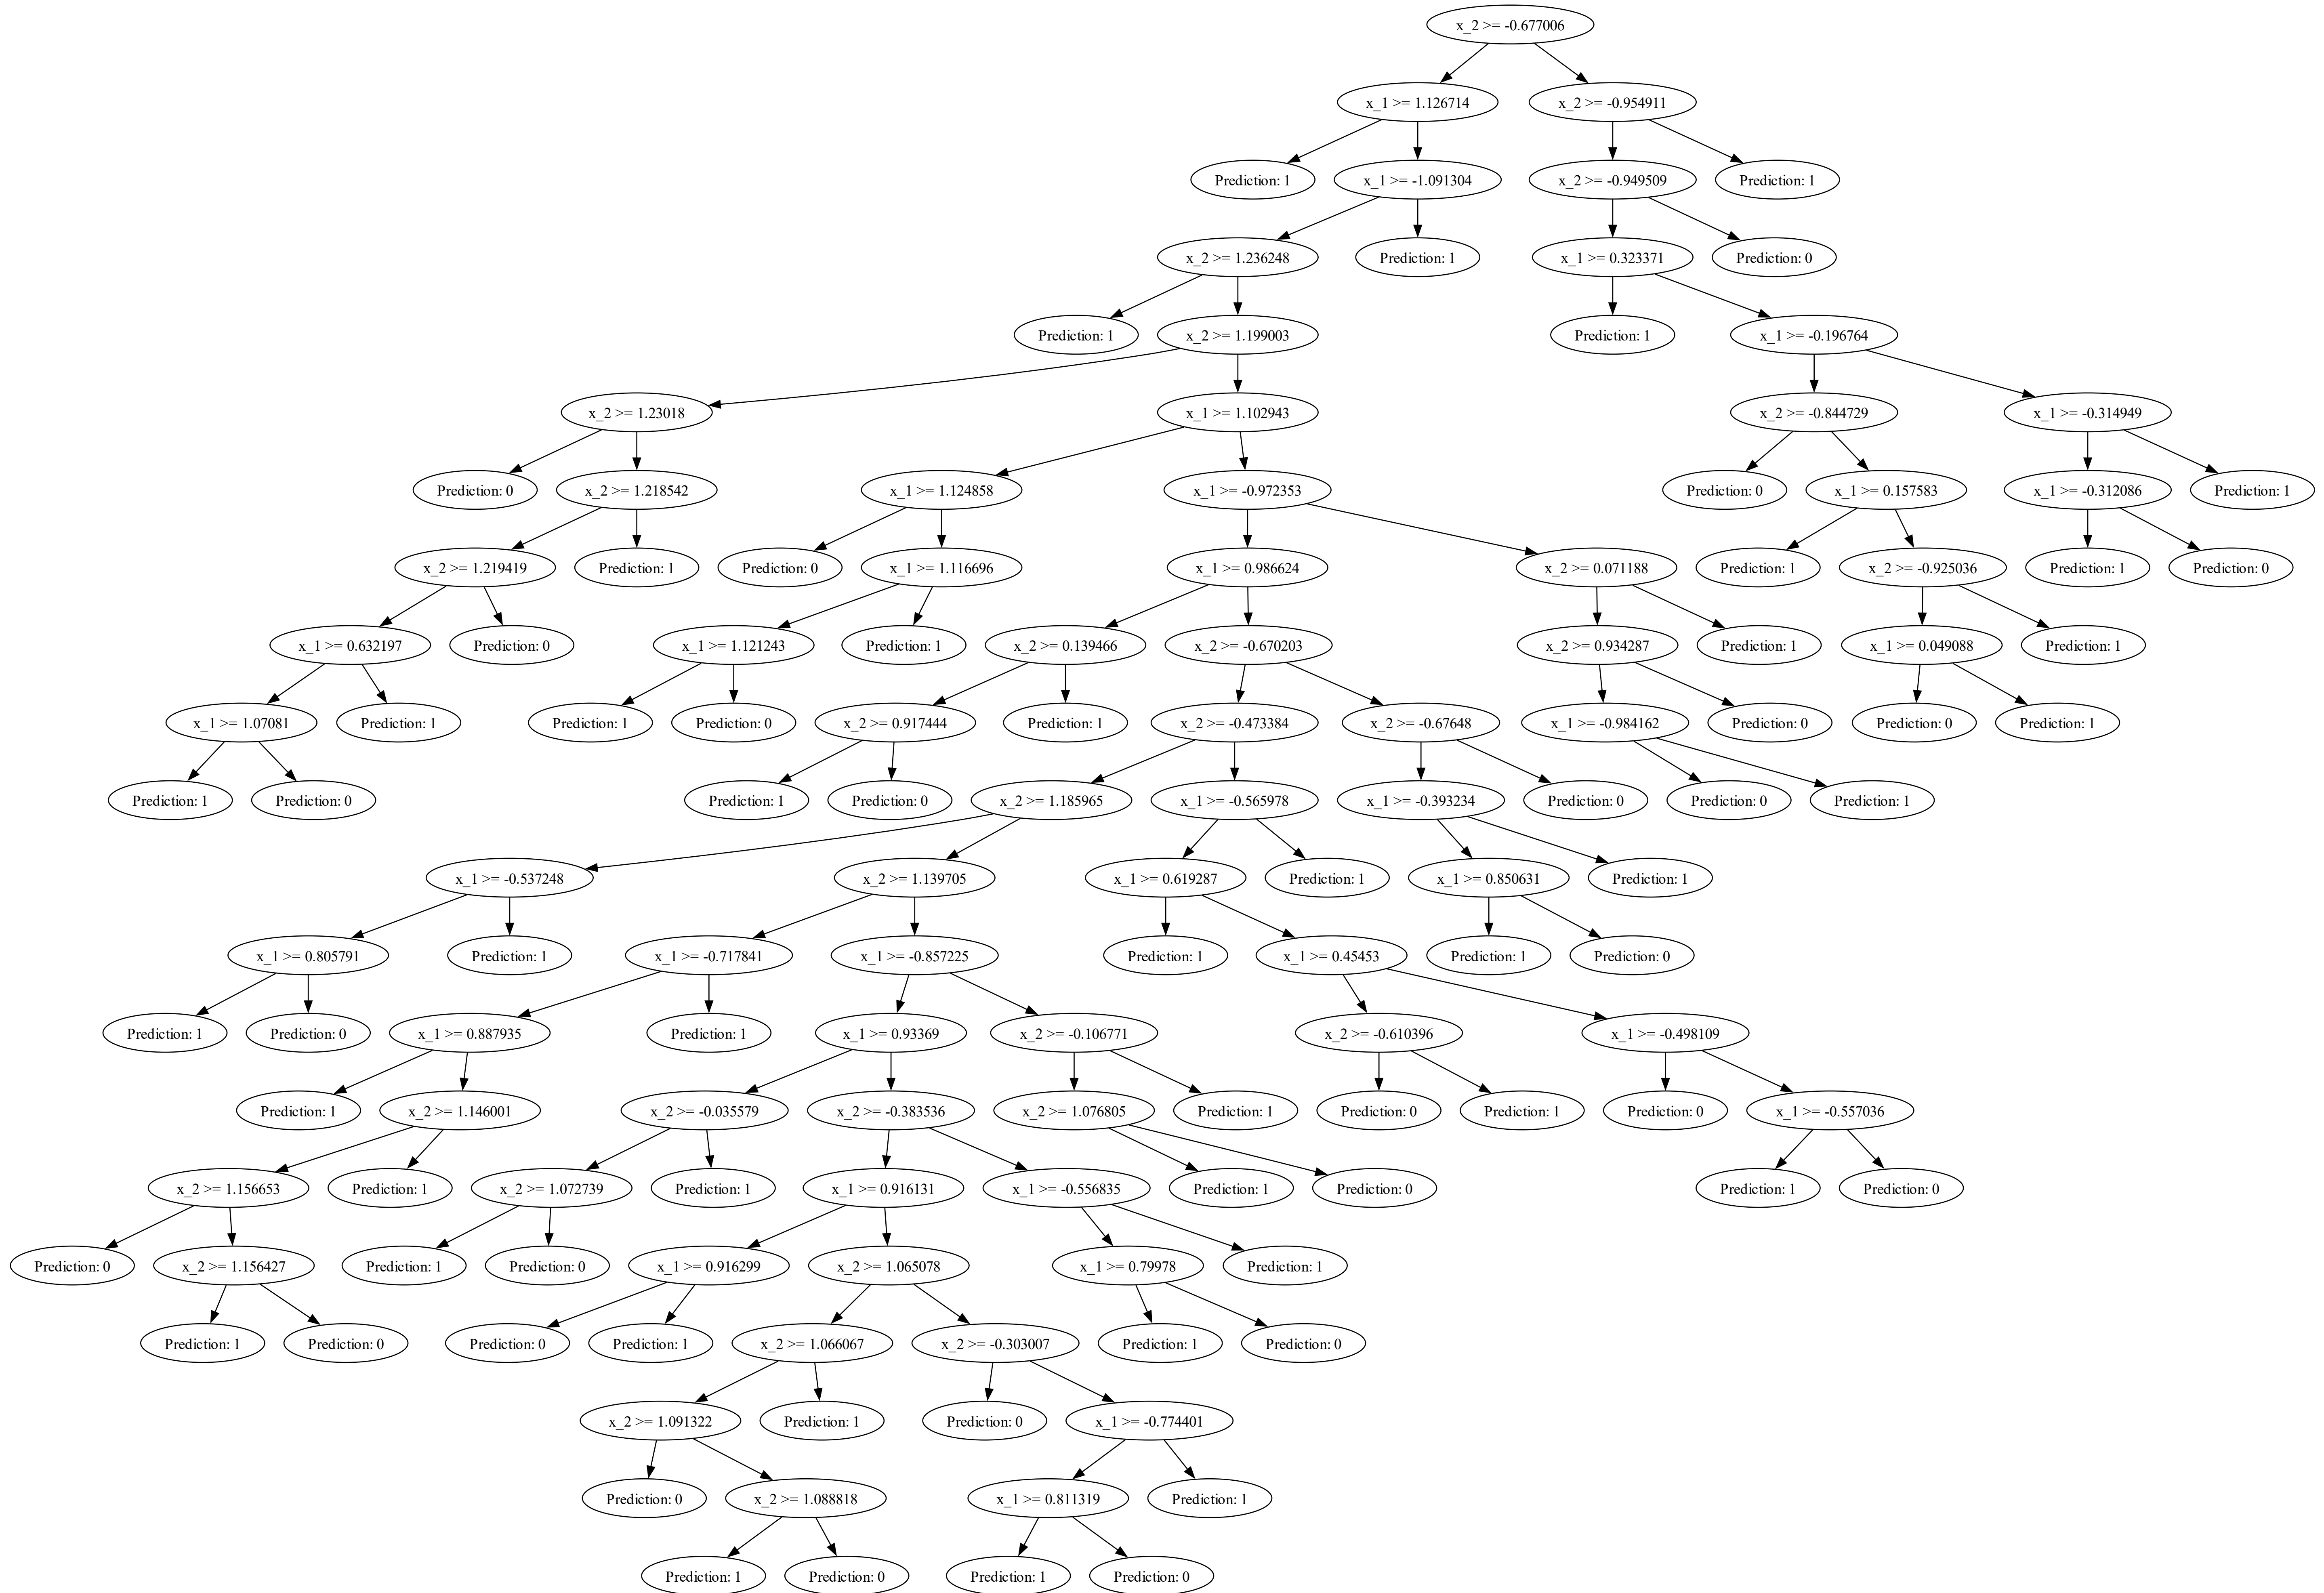 x_2 >= -0.677006
x_1 >= 1.126714
x_2 >= -0.954911
Prediction: 1
x_1 >= -1.091304
x_2 >= -0.949509
Prediction: 1
x_2 >= 1.236248
Prediction: 1
x_1 >= 0.323371
Prediction: 0
Prediction: 1
x_2 >= 1.199003
Prediction: 1
x_1 >= -0.196764
x_2 >= 1.23018
x_1 >= 1.102943
x_2 >= -0.844729
x_1 >= -0.314949
Prediction: 0
x_2 >= 1.218542
x_1 >= 1.124858
x_1 >= -0.972353
Prediction: 0
x_1 >= 0.157583
x_1 >= -0.312086
Prediction: 1
x_2 >= 1.219419
Prediction: 1
Prediction: 0
x_1 >= 1.116696
x_1 >= 0.986624
x_2 >= 0.071188
Prediction: 1
x_2 >= -0.925036
Prediction: 1
Prediction: 0
x_1 >= 0.632197
Prediction: 0
x_1 >= 1.121243
Prediction: 1
x_2 >= 0.139466
x_2 >= -0.670203
x_2 >= 0.934287
Prediction: 1
x_1 >= 0.049088
Prediction: 1
x_1 >= 1.07081
Prediction: 1
Prediction: 1
Prediction: 0
x_2 >= 0.917444
Prediction: 1
x_2 >= -0.473384
x_2 >= -0.67648
x_1 >= -0.984162
Prediction: 0
Prediction: 0
Prediction: 1
Prediction: 1
Prediction: 0
Prediction: 1
Prediction: 0
x_2 >= 1.185965
x_1 >= -0.565978
x_1 >= -0.393234
Prediction: 0
Prediction: 0
Prediction: 1
x_1 >= -0.537248
x_2 >= 1.139705
x_1 >= 0.619287
Prediction: 1
x_1 >= 0.850631
Prediction: 1
x_1 >= 0.805791
Prediction: 1
x_1 >= -0.717841
x_1 >= -0.857225
Prediction: 1
x_1 >= 0.45453
Prediction: 1
Prediction: 0
Prediction: 1
Prediction: 0
x_1 >= 0.887935
Prediction: 1
x_1 >= 0.93369
x_2 >= -0.106771
x_2 >= -0.610396
x_1 >= -0.498109
Prediction: 1
x_2 >= 1.146001
x_2 >= -0.035579
x_2 >= -0.383536
x_2 >= 1.076805
Prediction: 1
Prediction: 0
Prediction: 1
Prediction: 0
x_1 >= -0.557036
x_2 >= 1.156653
Prediction: 1
x_2 >= 1.072739
Prediction: 1
x_1 >= 0.916131
x_1 >= -0.556835
Prediction: 1
Prediction: 0
Prediction: 1
Prediction: 0
Prediction: 0
x_2 >= 1.156427
Prediction: 1
Prediction: 0
x_1 >= 0.916299
x_2 >= 1.065078
x_1 >= 0.79978
Prediction: 1
Prediction: 1
Prediction: 0
Prediction: 0
Prediction: 1
x_2 >= 1.066067
x_2 >= -0.303007
Prediction: 1
Prediction: 0
x_2 >= 1.091322
Prediction: 1
Prediction: 0
x_1 >= -0.774401
Prediction: 0
x_2 >= 1.088818
x_1 >= 0.811319
Prediction: 1
Prediction: 1
Prediction: 0
Prediction: 1
Prediction: 0